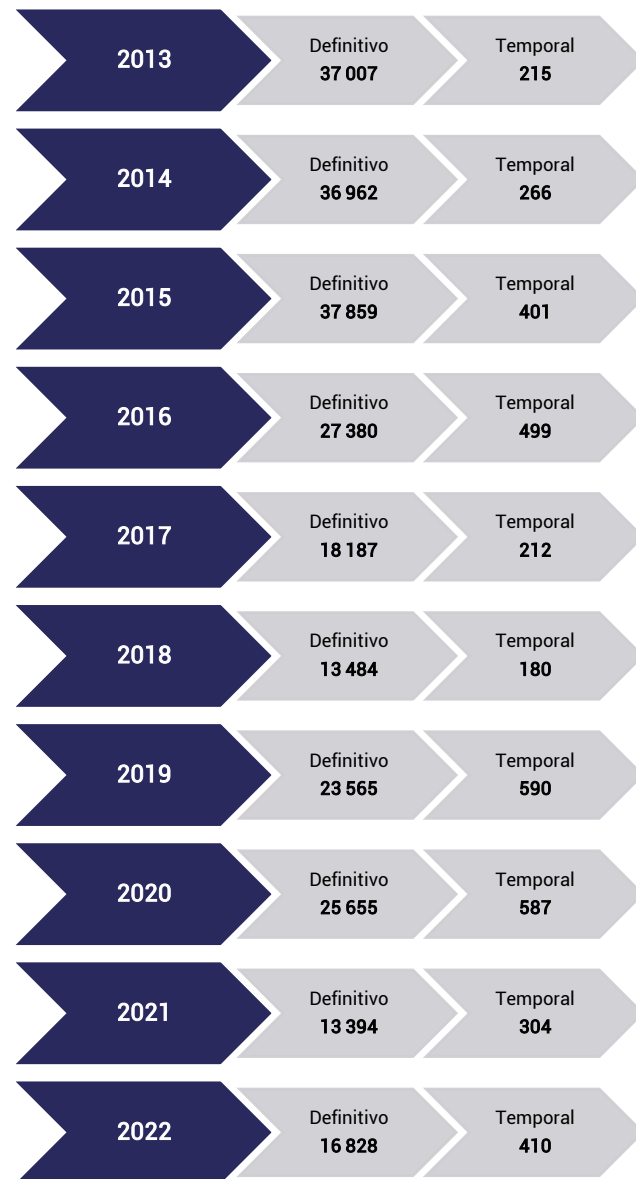 2013
Definitivo
37 007
Temporal
215
2014
Definitivo
36 962
Temporal
266
2015
Definitivo
37 859
Temporal
401
2016
Definitivo
27 380
Temporal
499
2017
Definitivo
18 187
Temporal
212
2018
Definitivo
13 484
Temporal
180
2019
Definitivo
23 565
Temporal
590
2020
Definitivo
25 655
Temporal
587
2021
Definitivo
13 394
Temporal
304
2022
Definitivo
16 828
Temporal
410